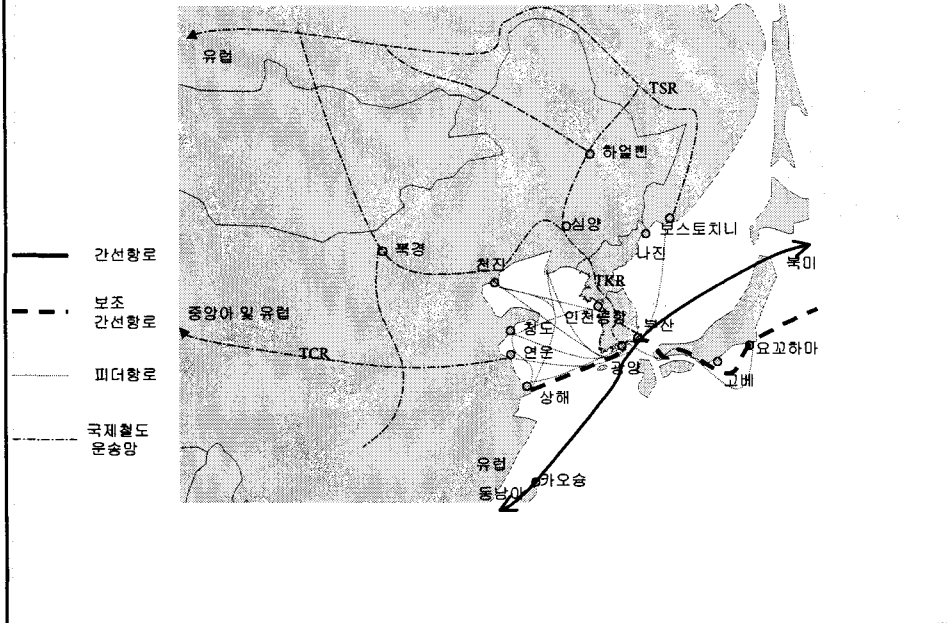 유럽
TSR
하얼삔
심양
보스토치니
나진
북경
천진
TKR
북미
간선항로
보조
간선항로
피더항로
국제철도
운송망
중앙아 및 유럽
TCR
인천공항
부산
청도
연운
광양
요꼬하마
고베
상해
유럽
동남아
카오슝